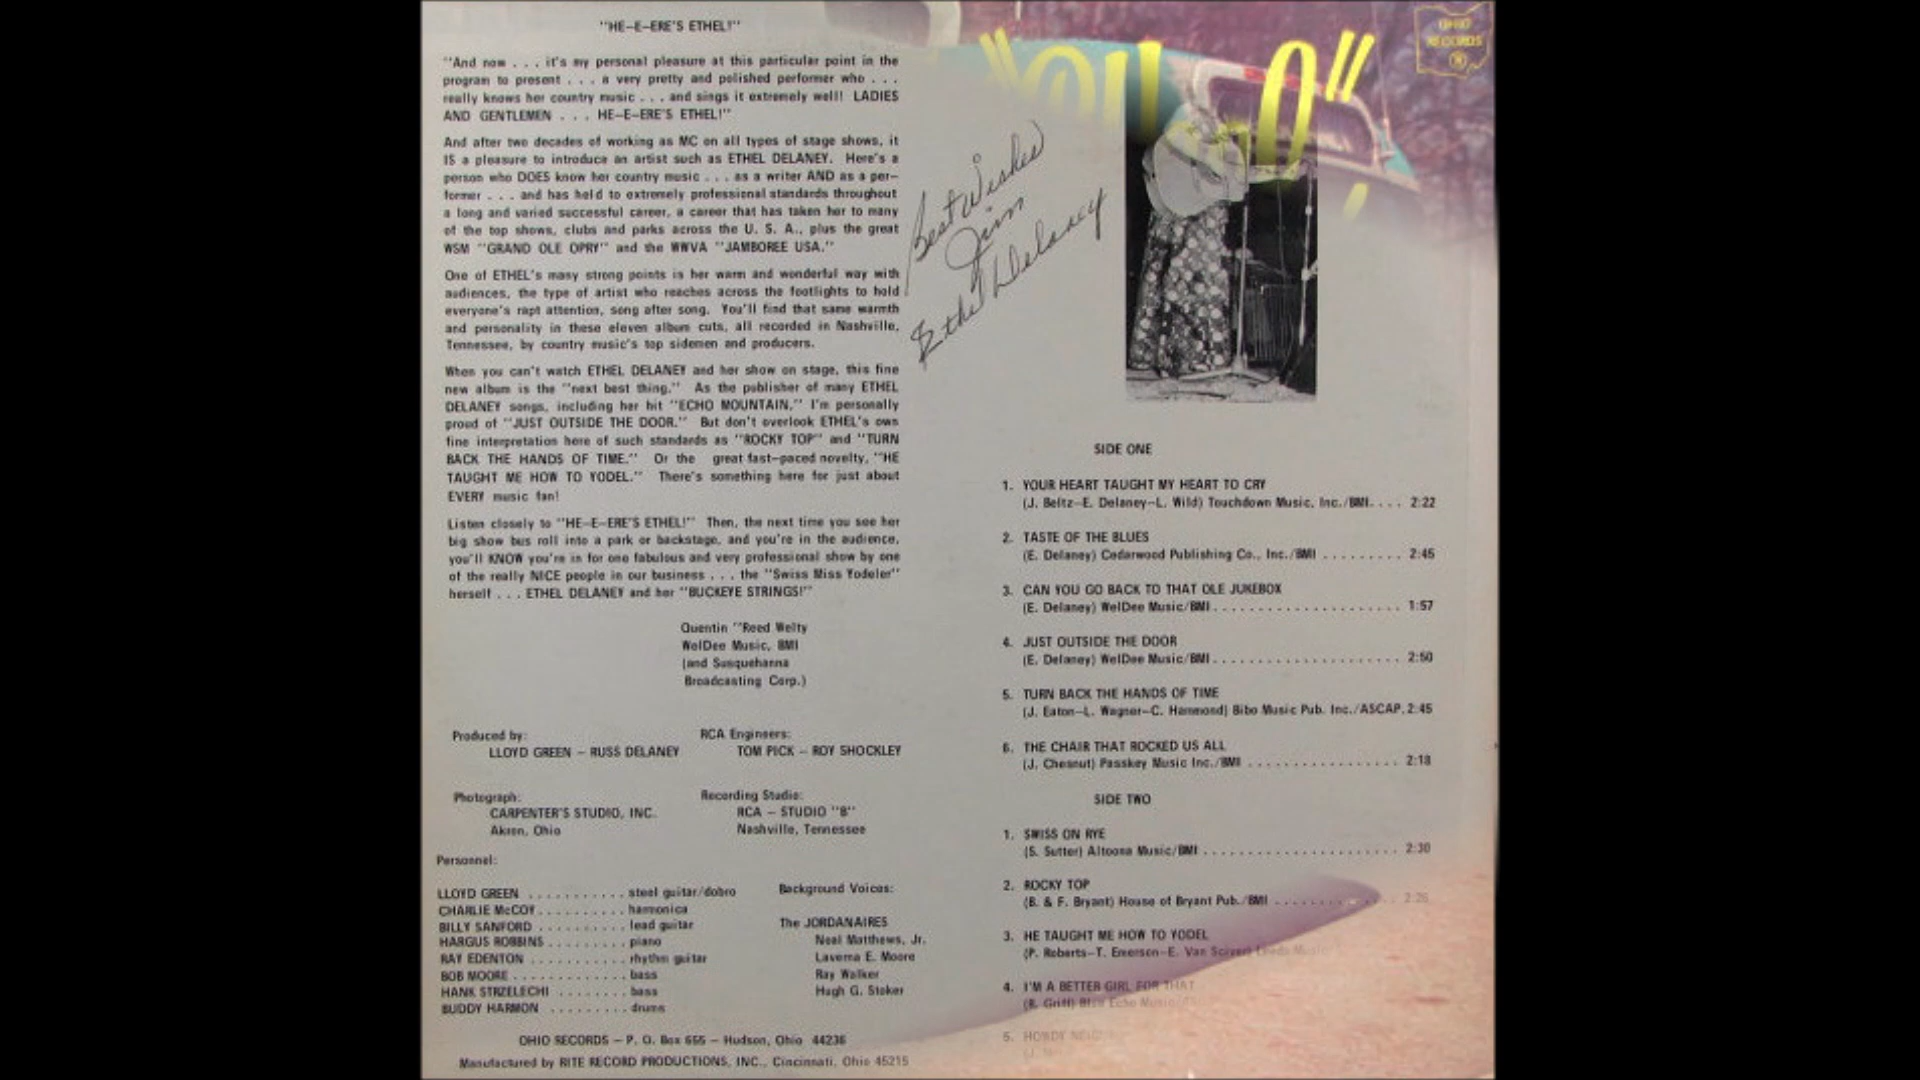 "HE-E-ERE'S ETHEL!"
"And now . . . it's my personal pleasure at this particular point in the
program to present . . . a very pretty and polished performer who . . .
really knows her country music . . . and sings it extremely well! LADIES
AND GENTLEMEN . . . HE-E-ERE'S ETHEL!"
And after two decades of working as MC on all types of stage shows, it
IS a pleasure to introduce an artist such as ETHEL DELANEY. Here's a
person who DOES know her country music . . . as a writer AND as a per-
former . . . and has held to extremely professional standards throughout
a long and varied successful career, a career that has taken her to many
of the top shows, clubs and parks across the U. S. A., plus the great
WSM "GRAND OLE OPRY" and the WWVA "JAMBOREE USA."
One of ETHEL's many strong points is her warm and wonderful way with
audiences, the type of artist who reaches across the footlights to hold
everyone's rapt attention, song after song. You'll find that same warmth
and personality in these eleven album cuts, all recorded in Nashville,
Tennessee, by country music's top sidemen and producers.
When you can't watch ETHEL DELANEY and her show on stage, this fine
new album is the "next best thing." As the publisher of many ETHEL
DELANEY songs, including her hit "ECHO MOUNTAIN," I'm personally
proud of "JUST OUTSIDE THE DOOR." But don't overlook ETHEL's own
fine interpretation here of such standards as "ROCKY TOP" and "TURN
BACK THE HANDS OF TIME." Or the great fast-paced novelty, "HE
TAUGHT ME HOW TO YODEL." There's something here for just about
EVERY music fan!
Listen closely to "HE-E-ERE'S ETHEL!" Then, the next time you see her
big show bus roll into a park or backstage, and you're in the audience,
you'll KNOW you're in for one fabulous and very professional show by one
of the really NICE people in our business . . . the "Swiss Miss Yodeler"
herself . . . ETHEL DELANEY and her "BUCKEYE STRINGS!"
Quentin "Reed Welty
WelDee Music, BMI
(and Susquehanna
Broadcasting Corp.)
Produced by:
LLOYD GREEN - RUSS DELANEY
RCA Engineers:
TOM PICK - ROY SHOCKLEY
Photograph:
CARPENTER'S STUDIO, INC.
Akron, Ohio
Recording Studio:
RCA - STUDIO "B"
Nashville, Tennessee
Personnel:
LLOYD GREEN . . . . . . . . . . . steel guitar/dobro
CHARLIE McCOY . . . . . . . . . . harmonica
BILLY SANFORD . . . . . . . . . . lead guitar
HARGUS ROBBINS . . . . . . . . . piano
RAY EDENTON . . . . . . . . . . . rhythm guitar
BOB MOORE . . . . . . . . . . . . . bass
HANK STRZELECHI . . . . . . . . bass
BUDDY HARMON . . . . . . . . . drums
Background Voices:
The JORDANAIRES
Neal Matthews, Jr.
Laverna E. Moore
Ray Walker
Hugh G. Stoker
OHIO RECORDS - P. O. Box 655 - Hudson, Ohio 44236
Manufactured by RITE RECORD PRODUCTIONS, INC., Cincinnati, Ohio 45215
OHIO
RECORDS
Best Wishes
Jim
Ethel Delaney
SIDE ONE
1. YOUR HEART TAUGHT MY HEART TO CRY
(J. Beltz-E. Delaney-L. Wild) Touchdown Music, Inc./BMI. . . . 2:22
2. TASTE OF THE BLUES
(E. Delaney) Cedarwood Publishing Co., Inc./BMI . . . . . . . . . 2:45
3. CAN YOU GO BACK TO THAT OLE JUKEBOX
(E. Delaney) WelDee Music/BMI . . . . . . . . . . . . . . . . . . . . . 1:57
4. JUST OUTSIDE THE DOOR
(E. Delaney) WelDee Music/BMI . . . . . . . . . . . . . . . . . . . . . 2:50
5. TURN BACK THE HANDS OF TIME
(J. Eaton-L. Wagner-C. Hammond) Bibo Music Pub. Inc./ASCAP. 2:45
6. THE CHAIR THAT ROCKED US ALL
(J. Chesnut) Passkey Music Inc./BMI . . . . . . . . . . . . . . . . . 2:18
SIDE TWO
1. SWISS ON RYE
(S. Sutter) Altoona Music/BMI . . . . . . . . . . . . . . . . . . . . . . 2:30
2. ROCKY TOP
(B. & F. Bryant) House of Bryant Pub./BMI . . . . . . . . . . . . . . 2:25
3. HE TAUGHT ME HOW TO YODEL
(P. Roberts-T. Emerson-E. Van Sciver) Leeds Music
4. I'M A BETTER GIRL FOR THAT
(R. Griff) Blue Echo Music
5. HOWDY NEIGH